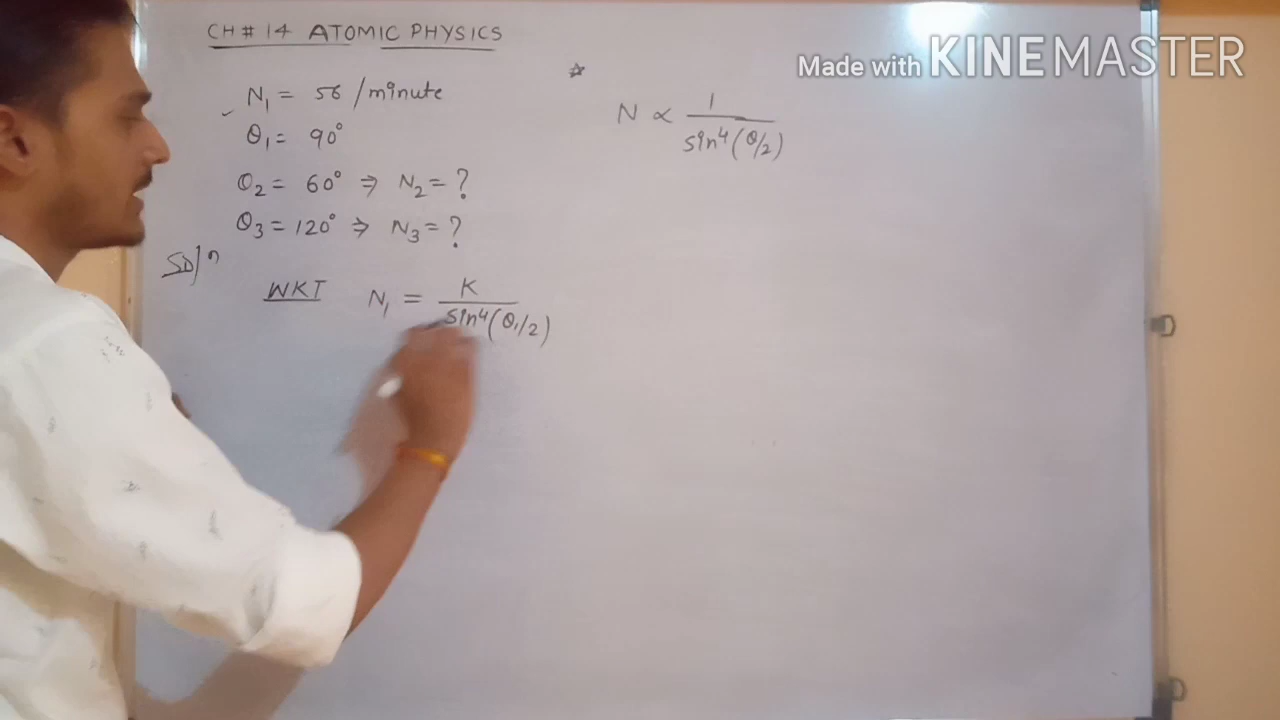 CH # 14 ATOMIC PHYSICS
Made with KINEMASTER
N₁ = 56 /minute
θ₁ = 90°
θ₂ = 60° ⇒ N₂ = ?
θ₃ = 120° ⇒ N₃ = ?
N ∝ 1 / sin⁴(θ/2)
Solⁿ
WKT N₁ = K / sin⁴(θ₁/2)